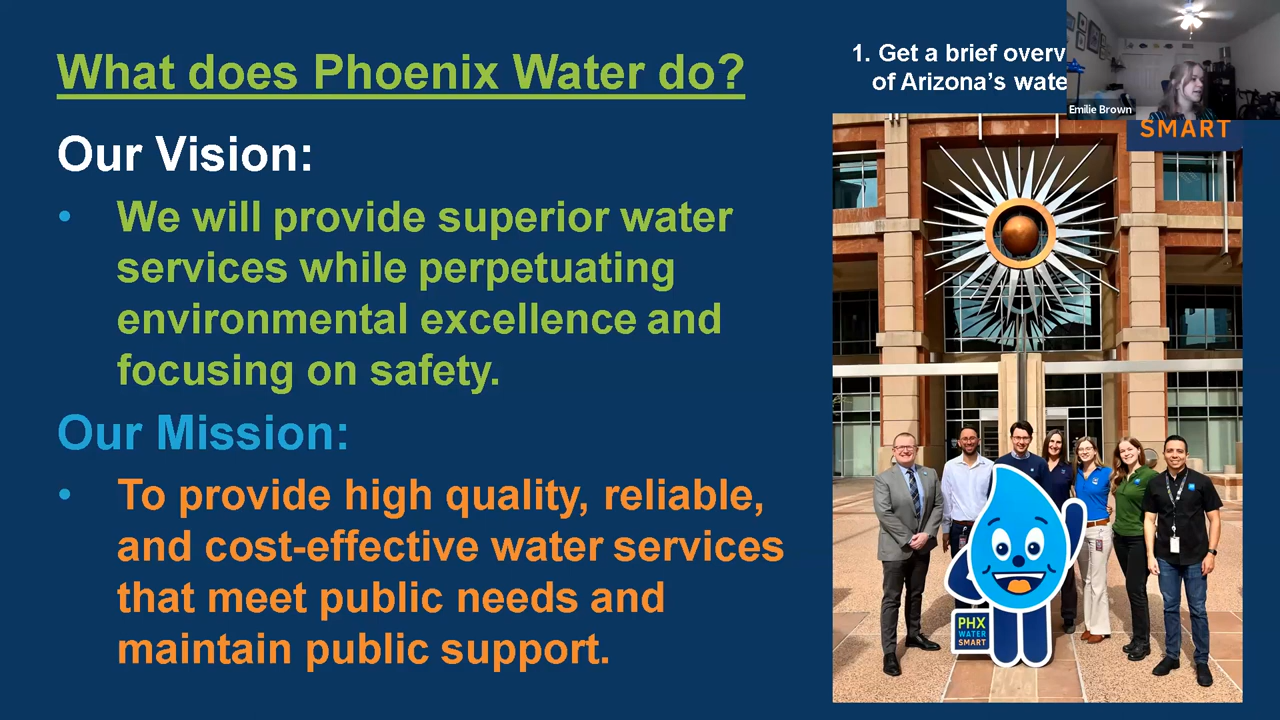 What does Phoenix Water do?
1. Get a brief
of Arizona's
Emilie Brown
SMART
Our Vision:
• We will provide superior water
services while perpetuating
environmental excellence and
focusing on safety.
Our Mission:
• To provide high quality, reliable,
and cost-effective water services
that meet public needs and
maintain public support.
PHX
WATER
SMART